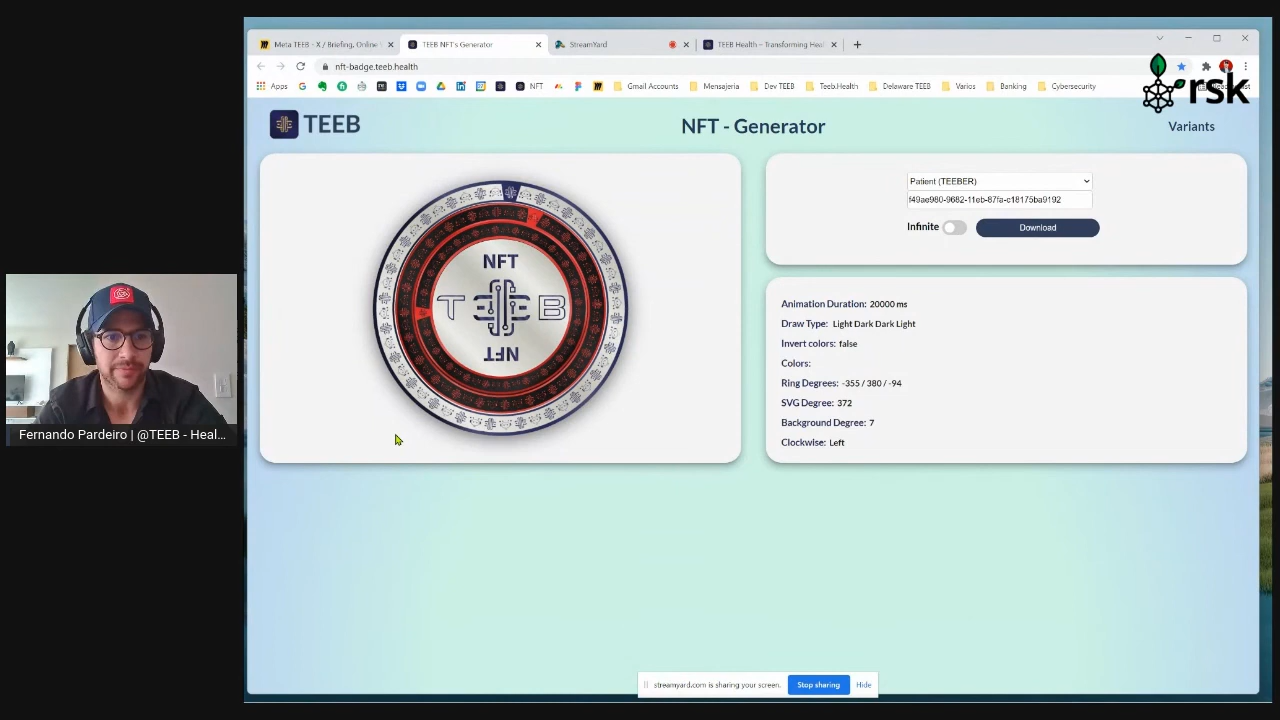 Meta TEEB - X / Briefing, Online
TEEB NFT's Generator
StreamYard
TEEB Health – Transforming Heal
nft-badge.teeb.health
Apps
NFT
Gmail Accounts
Mensajeria
Dev TEEB
Teeb.Health
Delaware TEEB
Varios
Banking
Cybersecurity
rsk
TEEB
NFT - Generator
Variants
NFT
TEEB
NFT
Patient (TEEBER)
f49ae980-9682-11eb-87fa-c18175ba9192
Infinite
Download
Animation Duration: 20000 ms
Draw Type: Light Dark Dark Light
Invert colors: false
Colors:
Ring Degrees: -355 / 380 / -94
SVG Degree: 372
Background Degree: 7
Clockwise: Left
Fernando Pardeiro | @TEEB - Heal...
streamyard.com is sharing your screen.
Stop sharing
Hide